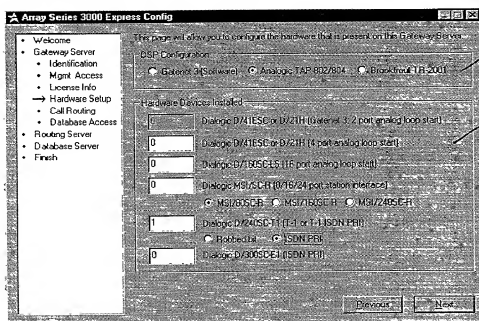 Array Series 3000 Express Config
Welcome
Gateway Server
Identification
Mgmt Access
License Info
Hardware Setup
Call Routing
Database Access
Routing Server
Database Server
Finish
This page will allow you to configure the hardware that is present on this Gateway Server
DSP Configuration
Gatenet 3 (Software)
Analogic TAP-802/804
Brooktrout TR-2001
Hardware Devices Installed
Dialogic D/41ESC or D/21H (Gatenet 3, 2 port analog loop start)
0 Dialogic D/41ESC or D/21H (4 port analog loop start)
0 Dialogic D/160SC-LS (16 port analog loop start)
0 Dialogic MSI/SC-R (8/16/24 port station interface)
MSI/80SC-R MSI/160SC-R MSI/240SC-R
1 Dialogic D/240SC-T1 (T-1 or T-1 ISDN PRI)
Robbed bit ISDN PRI
0 Dialogic D/300SC-E1 (ISDN PRI)
Previous Next